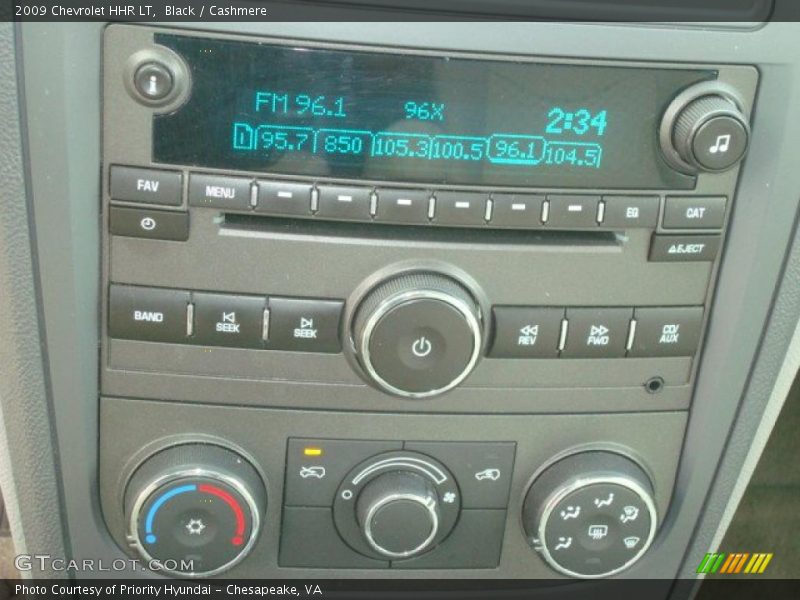 2009 Chevrolet HHR LT, Black / Cashmere
i
FM 96.1 96X 2:34
D 95.7 850 105.3 100.5 96.1 104.5
FAV MENU EQ CAT
EJECT
BAND SEEK SEEK REV FWD CD/AUX
GTCARLOT.COM
Photo Courtesy of Priority Hyundai - Chesapeake, VA